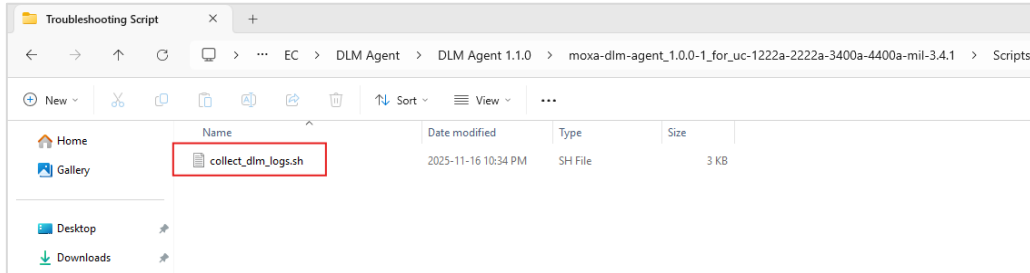 Troubleshooting Script
EC > DLM Agent > DLM Agent 1.1.0 > moxa-dlm-agent_1.0.0-1_for_uc-1222a-2222a-3400a-4400a-mil-3.4.1 > Scripts
New Sort View ...
Home
Gallery
Desktop
Downloads
Name Date modified Type Size
collect_dlm_logs.sh 2025-11-16 10:34 PM SH File 3 KB